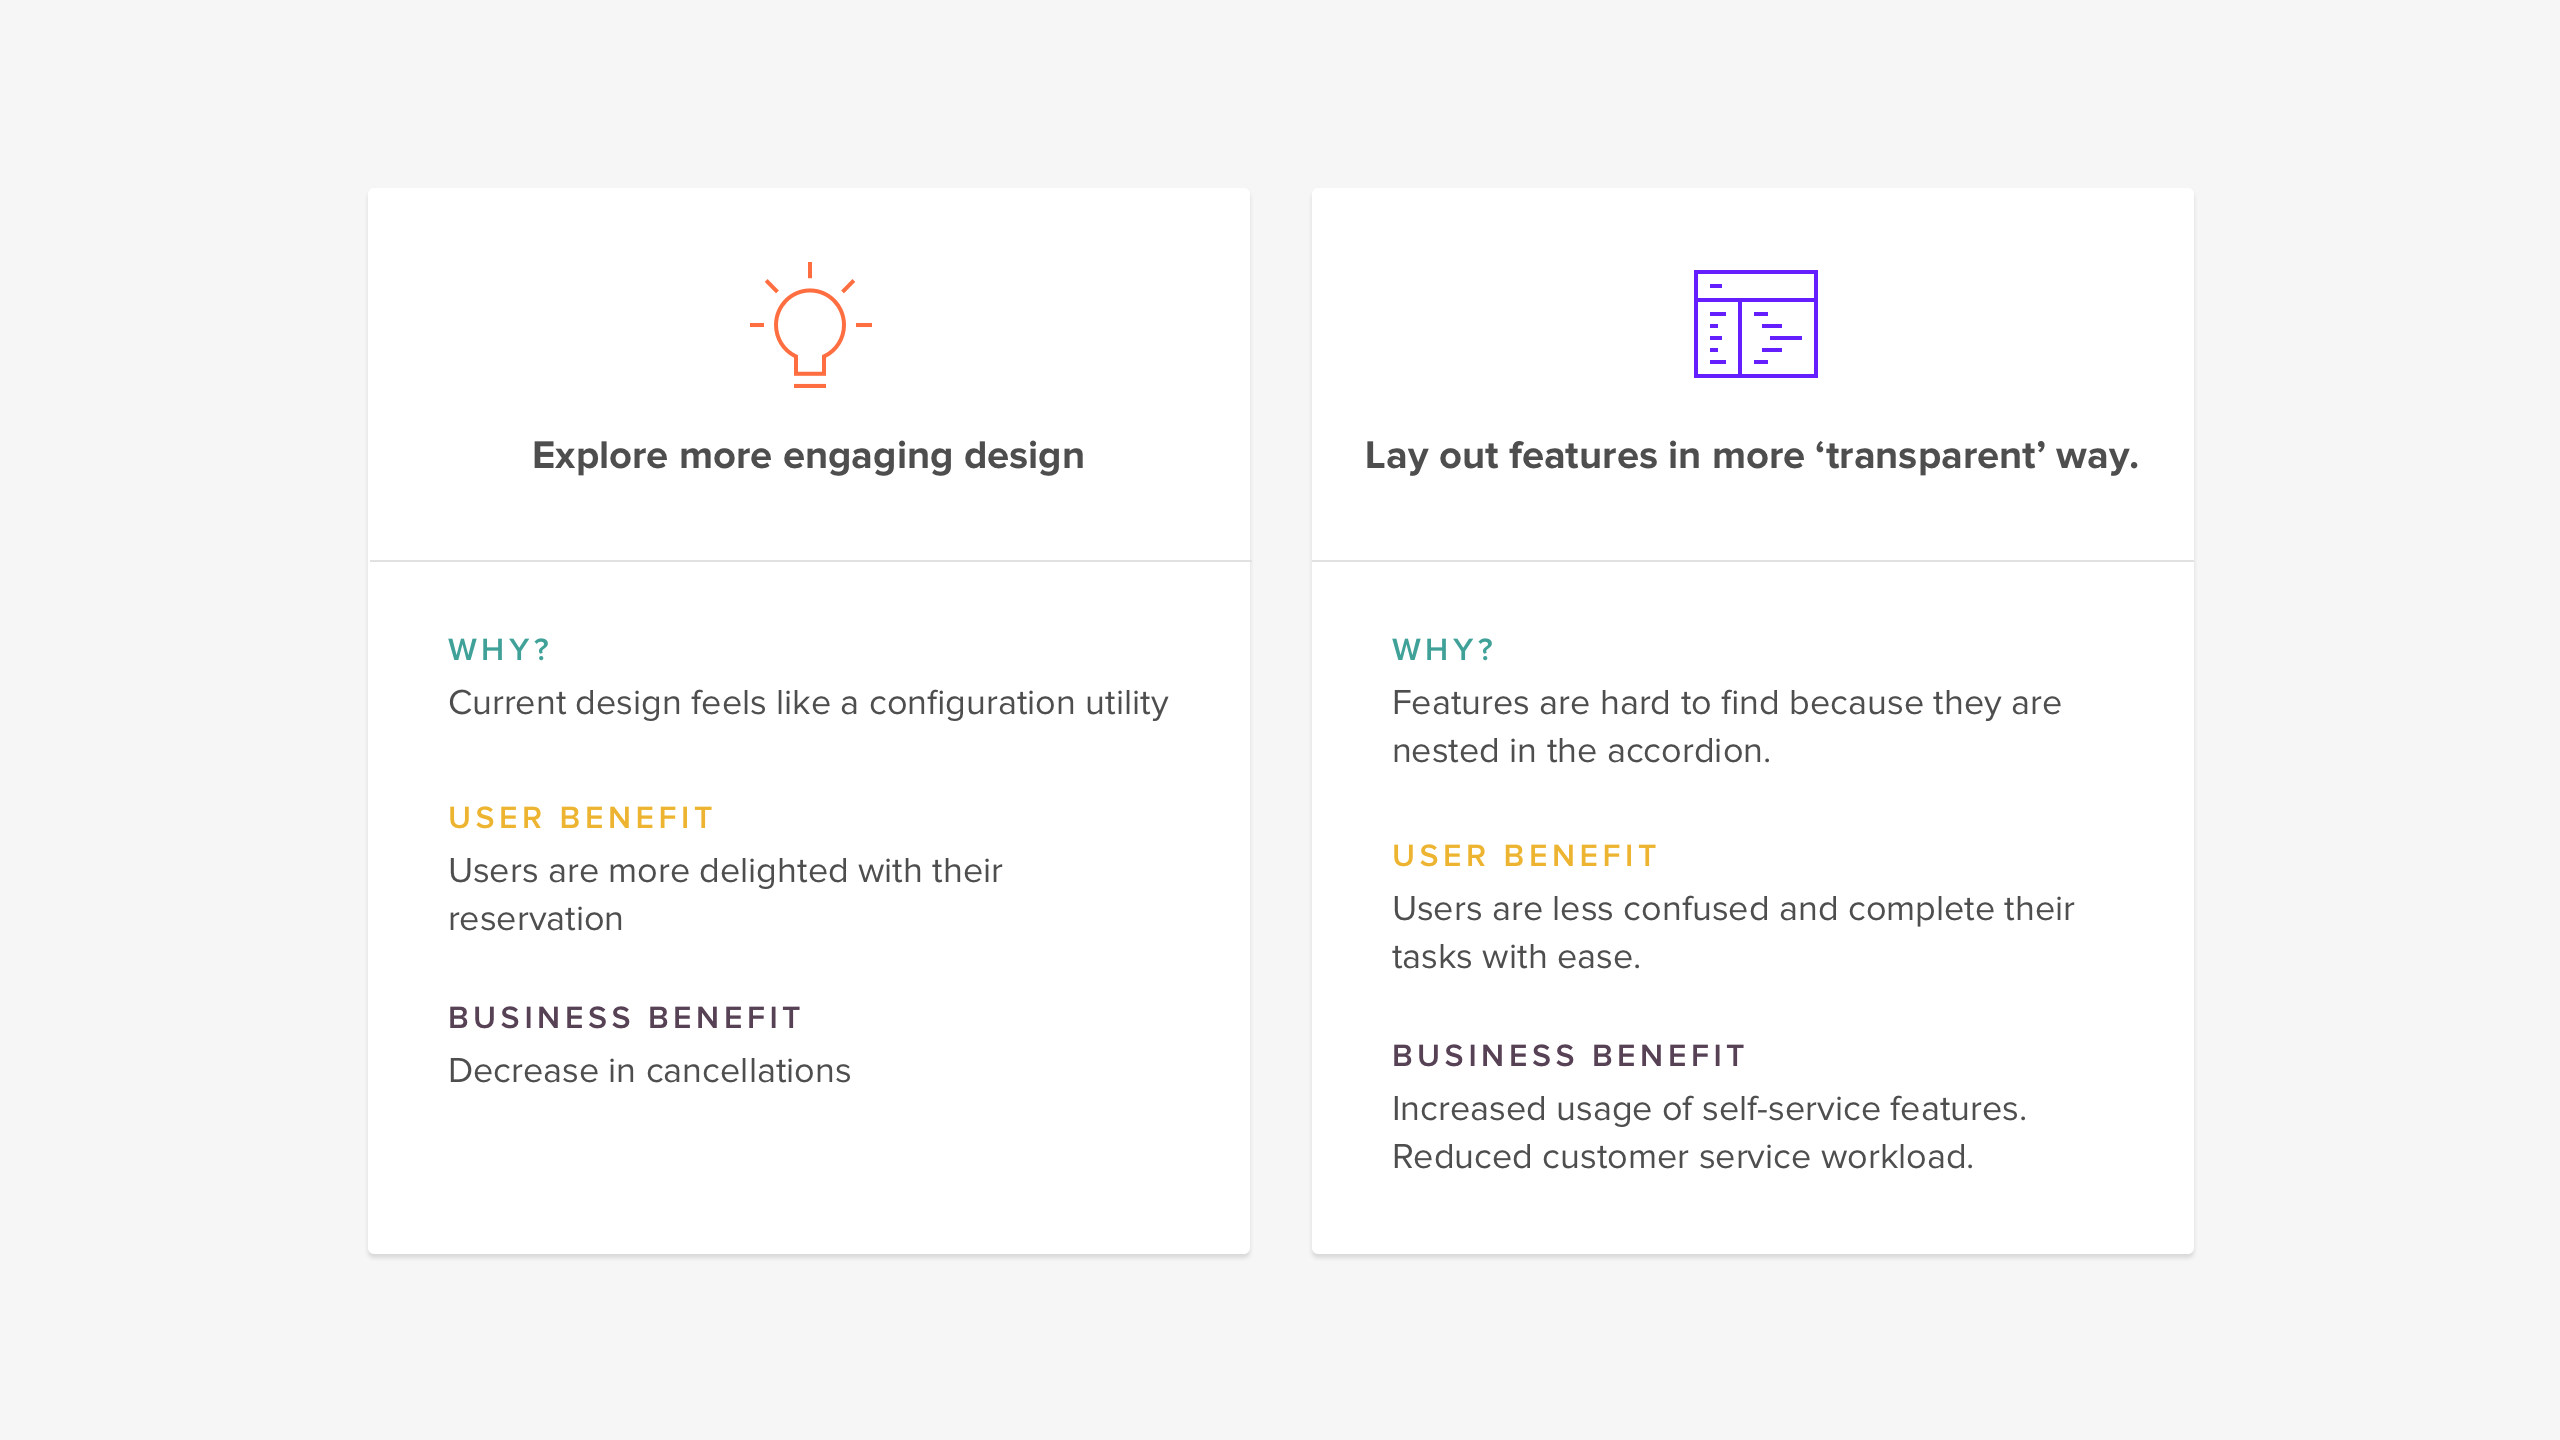 Explore more engaging design
WHY?
Current design feels like a configuration utility
USER BENEFIT
Users are more delighted with their
reservation
BUSINESS BENEFIT
Decrease in cancellations
Lay out features in more ‘transparent’ way.
WHY?
Features are hard to find because they are
nested in the accordion.
USER BENEFIT
Users are less confused and complete their
tasks with ease.
BUSINESS BENEFIT
Increased usage of self-service features.
Reduced customer service workload.